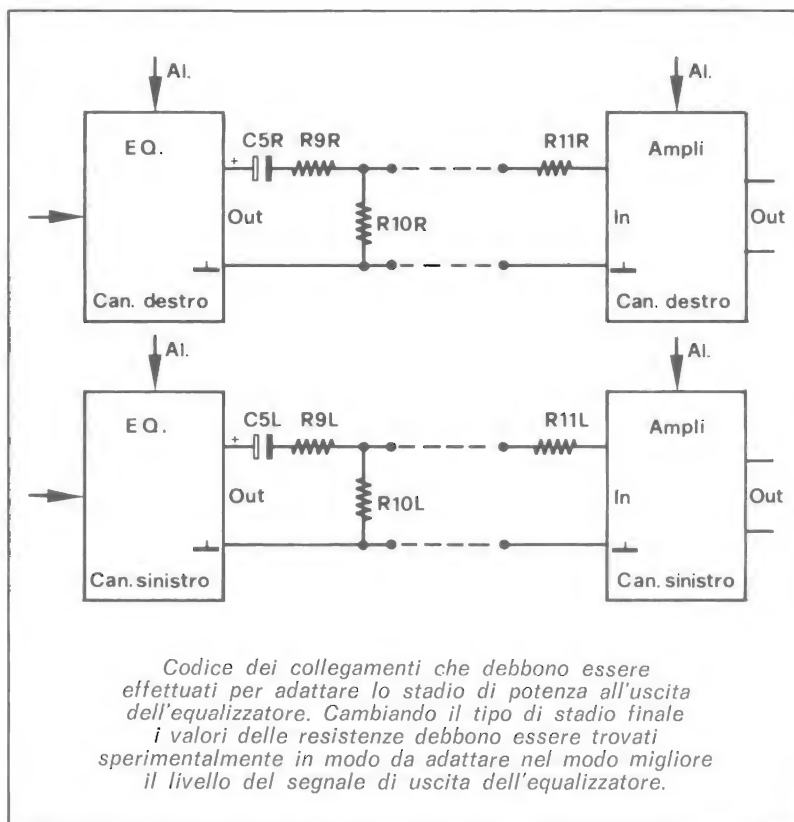 Al. Al.
C5R R9R R11R
EQ. Ampli
+
Out In Out
R10R
Can. destro Can. destro
Al. Al.
C5L R9L R11L
EQ. Ampli
+
Out In Out
R10L
Can. sinistro Can. sinistro
Codice dei collegamenti che debbono essere
effettuati per adattare lo stadio di potenza all'uscita
dell'equalizzatore. Cambiando il tipo di stadio finale
i valori delle resistenze debbono essere trovati
sperimentalmente in modo da adattare nel modo migliore
il livello del segnale di uscita dell'equalizzatore.